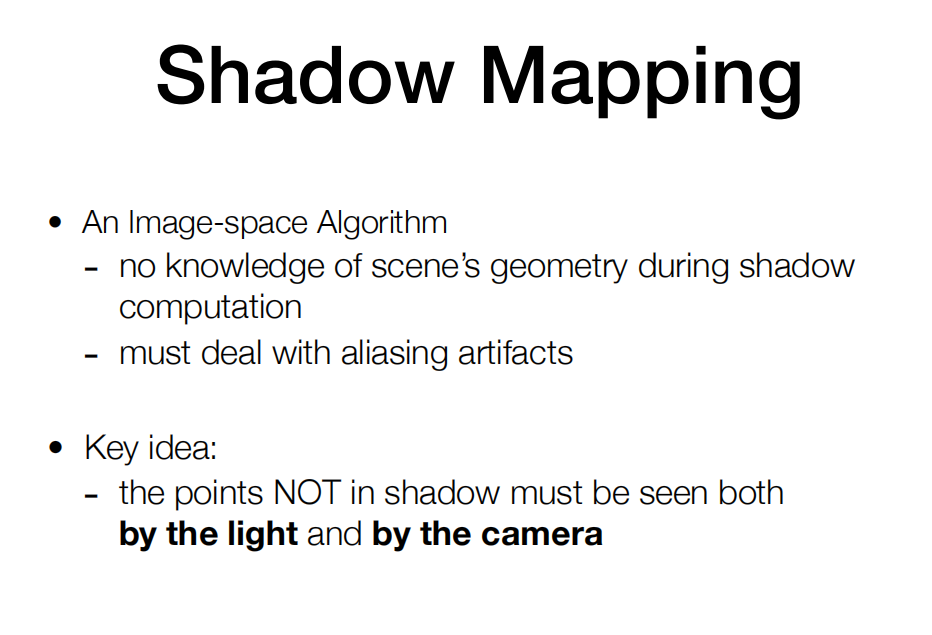 Shadow Mapping
• An Image-space Algorithm
- no knowledge of scene’s geometry during shadow
computation
- must deal with aliasing artifacts
• Key idea:
- the points NOT in shadow must be seen both
by the light and by the camera